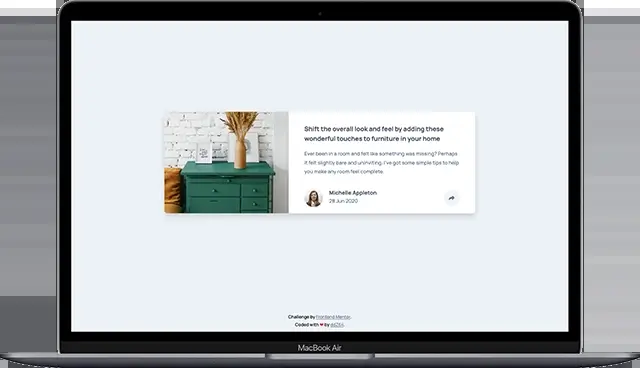 Shift the overall look and feel by adding these
wonderful touches to furniture in your home
Ever been in a room and felt like something was missing? Perhaps
it felt slightly bare and uninviting. I've got some simple tips to help
you make any room feel complete.
Michelle Appleton
28 Jun 2020
Challenge by Frontend Mentor.
Coded with ❤ by
MacBook Air